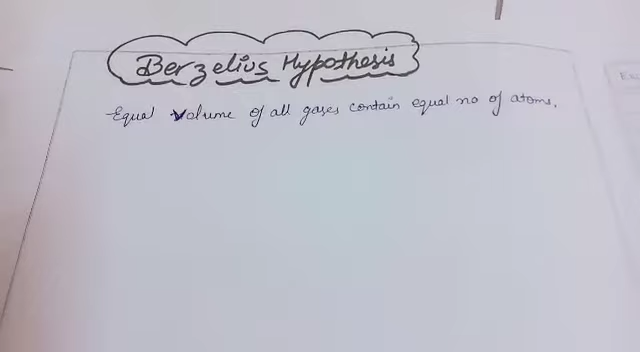 Berzelius Hypothesis
Equal volume of all gases contain equal no of atoms.